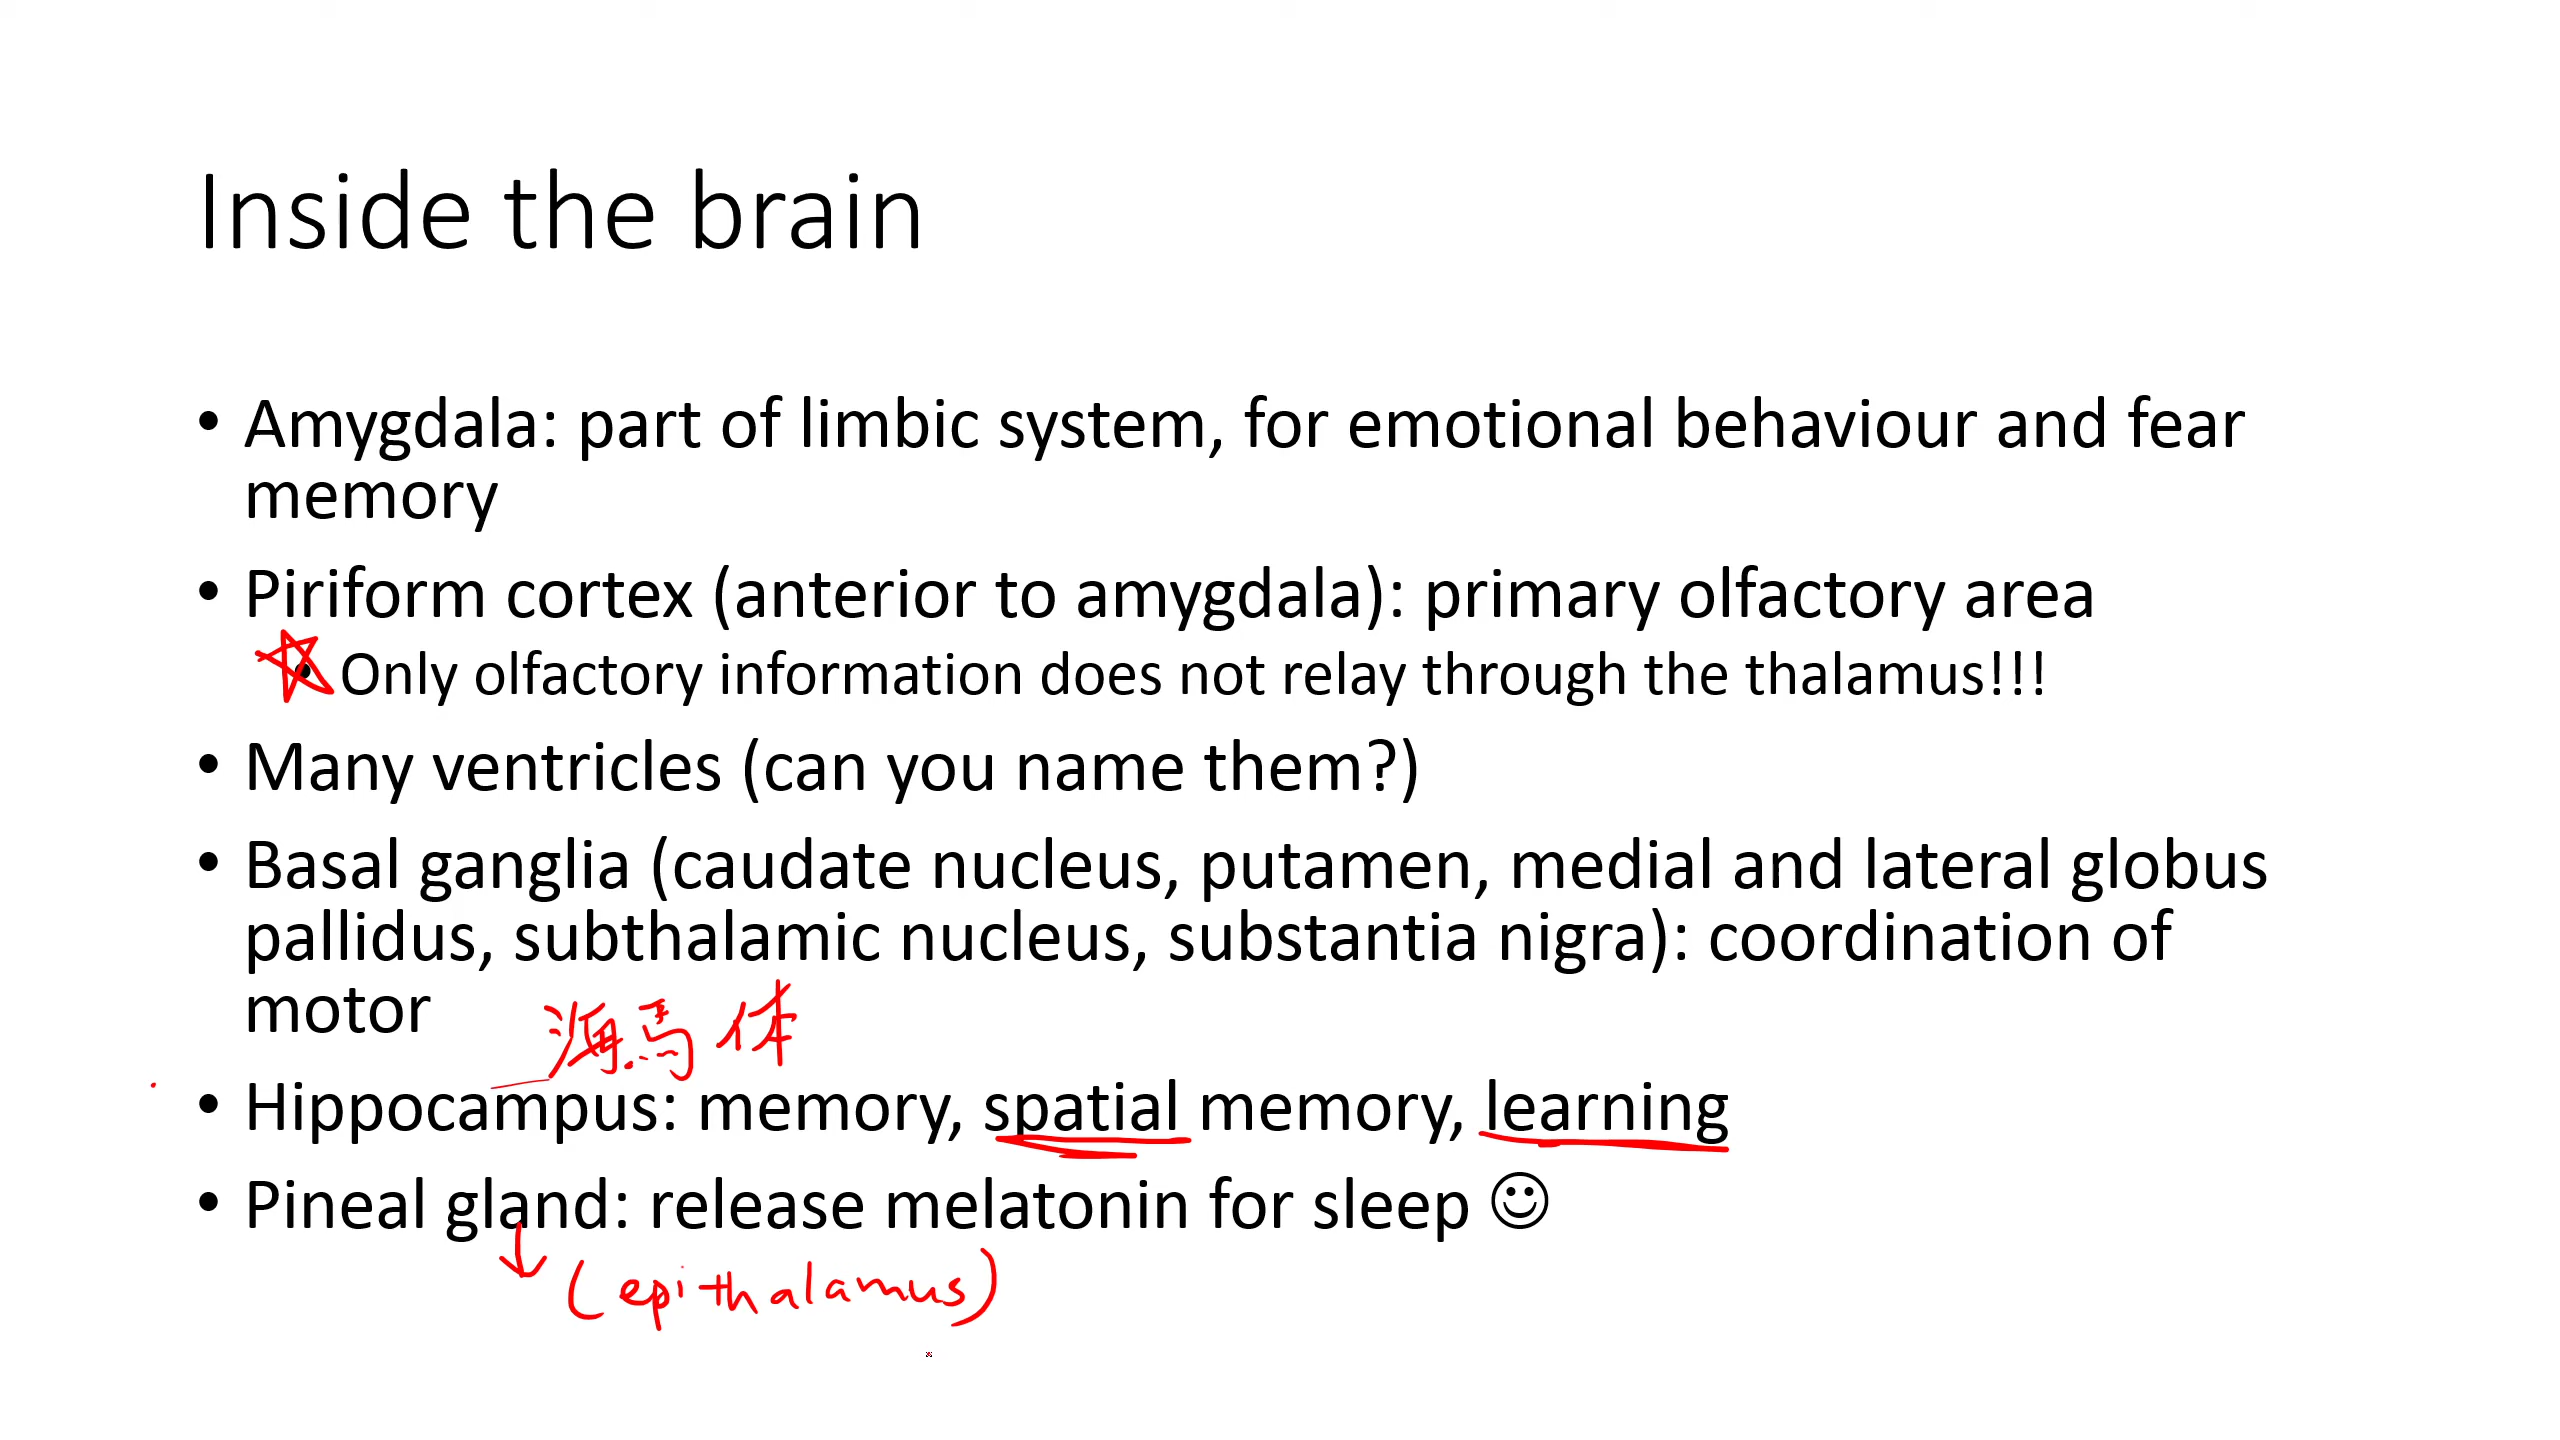 Inside the brain
• Amygdala: part of limbic system, for emotional behaviour and fear
memory
• Piriform cortex (anterior to amygdala): primary olfactory area
• Only olfactory information does not relay through the thalamus!!!
• Many ventricles (can you name them?)
• Basal ganglia (caudate nucleus, putamen, medial and lateral globus
pallidus, subthalamic nucleus, substantia nigra): coordination of
motor
海馬体
• Hippocampus: memory, spatial memory, learning
• Pineal gland: release melatonin for sleep ☺
↓ (epithalamus)